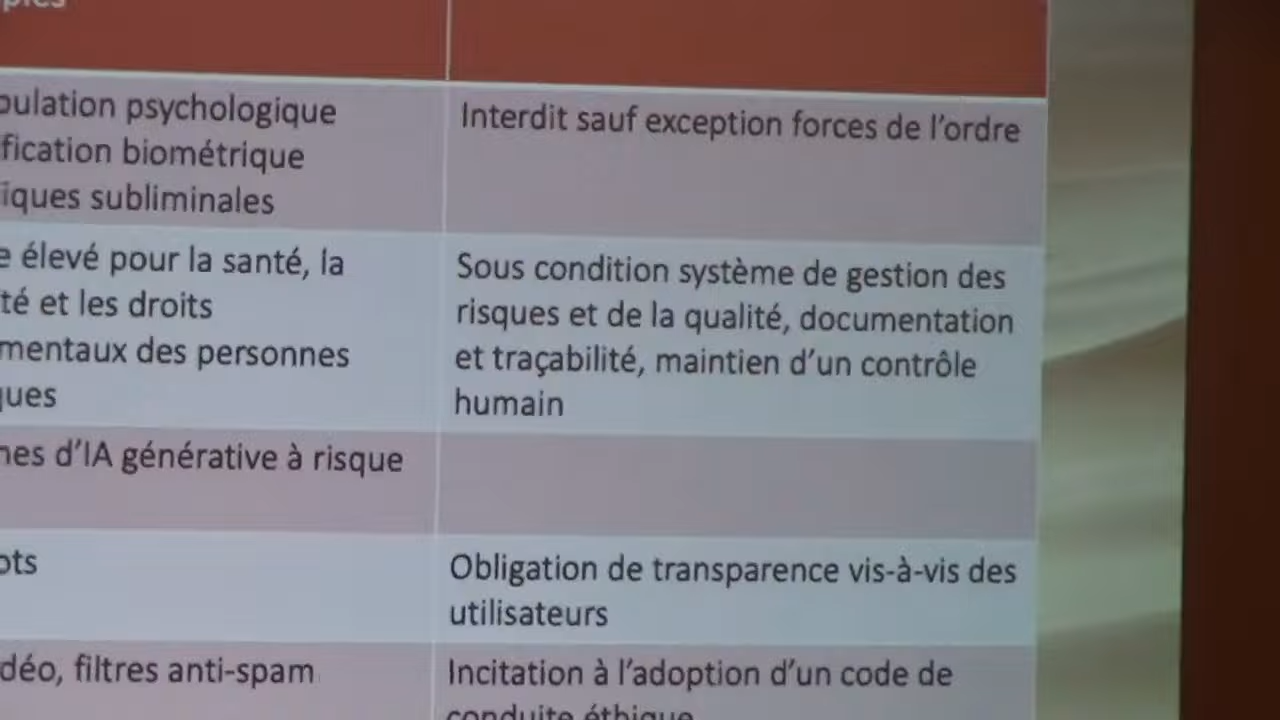 pulation psychologique
fication biométrique
iques subliminales
Interdit sauf exception forces de l'ordre
e élevé pour la santé, la
té et les droits
mentaux des personnes
ques
Sous condition système de gestion des
risques et de la qualité, documentation
et traçabilité, maintien d'un contrôle
humain
nes d'IA générative à risque
ots
Obligation de transparence vis-à-vis des
utilisateurs
déo, filtres anti-spam
Incitation à l'adoption d'un code de
conduite éthique